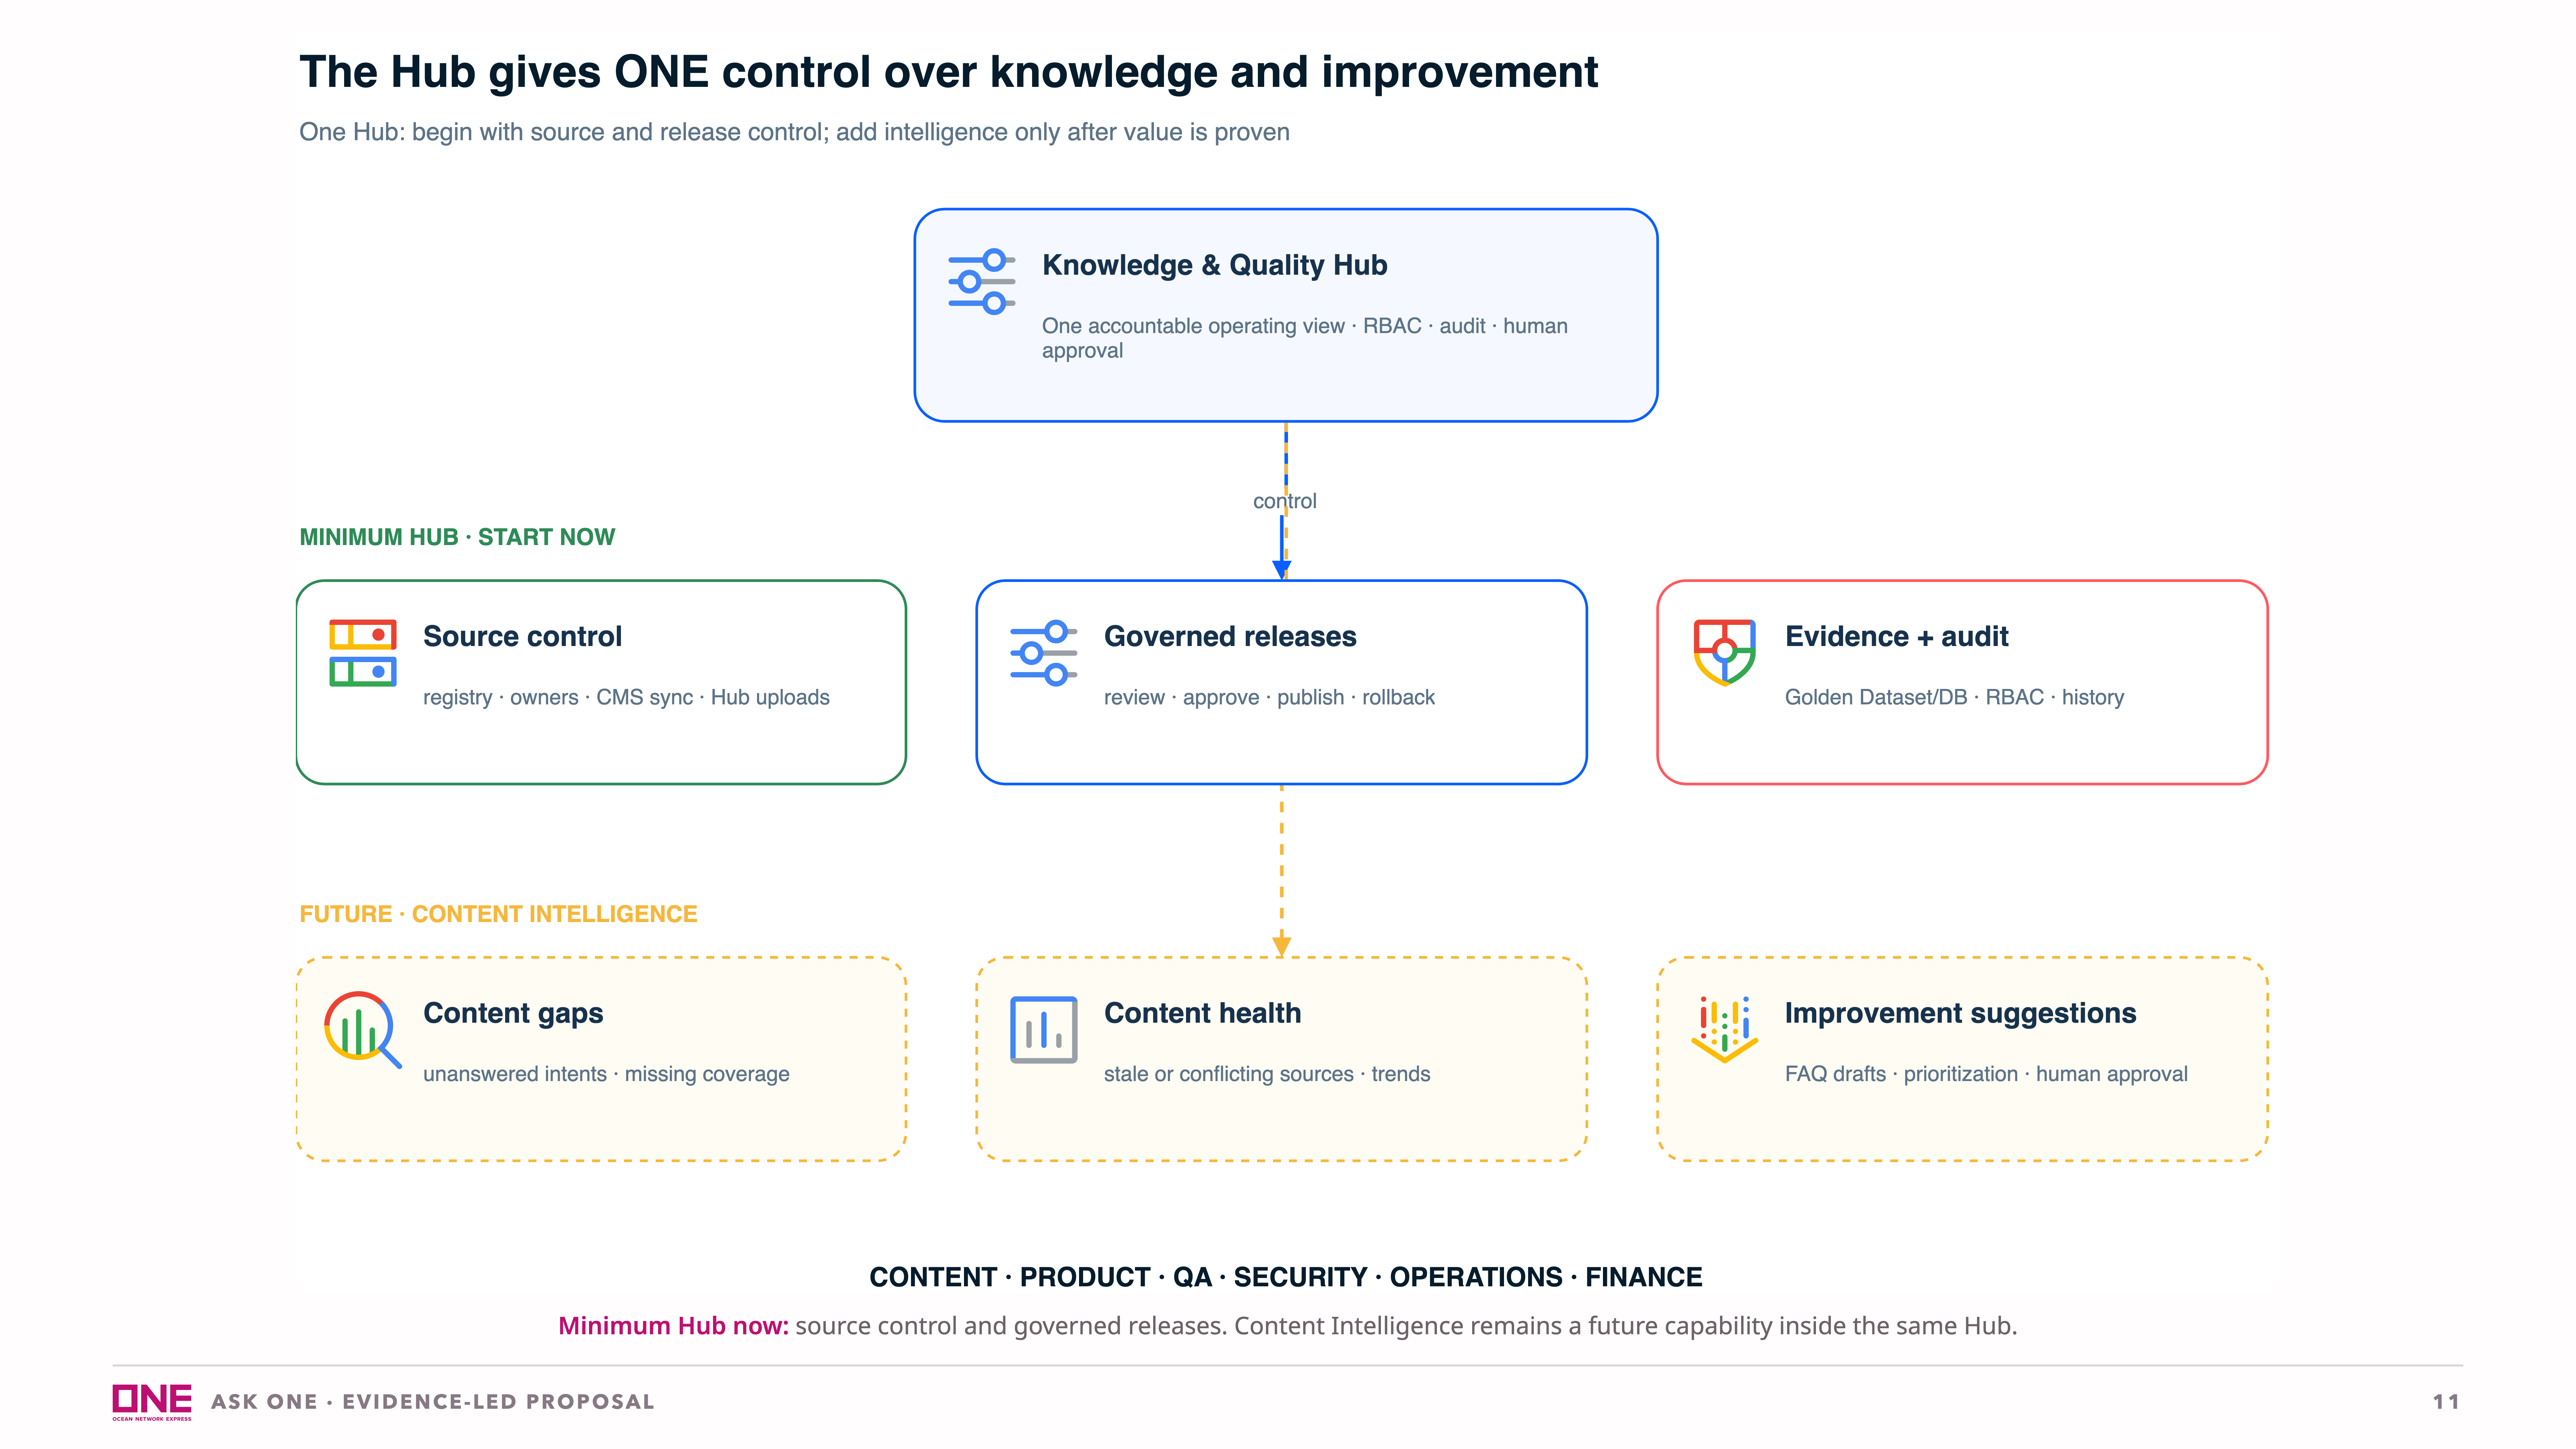 The Hub gives ONE control over knowledge and improvement
One Hub: begin with source and release control; add intelligence only after value is proven
Knowledge & Quality Hub
One accountable operating view · RBAC · audit · human
approval
control
MINIMUM HUB · START NOW
Source control
registry · owners · CMS sync · Hub uploads
Governed releases
review · approve · publish · rollback
Evidence + audit
Golden Dataset/DB · RBAC · history
FUTURE · CONTENT INTELLIGENCE
Content gaps
unanswered intents · missing coverage
Content health
stale or conflicting sources · trends
Improvement suggestions
FAQ drafts · prioritization · human approval
CONTENT · PRODUCT · QA · SECURITY · OPERATIONS · FINANCE
Minimum Hub now: source control and governed releases. Content Intelligence remains a future capability inside the same Hub.
ONE
OCEAN NETWORK EXPRESS
ASK ONE · EVIDENCE-LED PROPOSAL
11